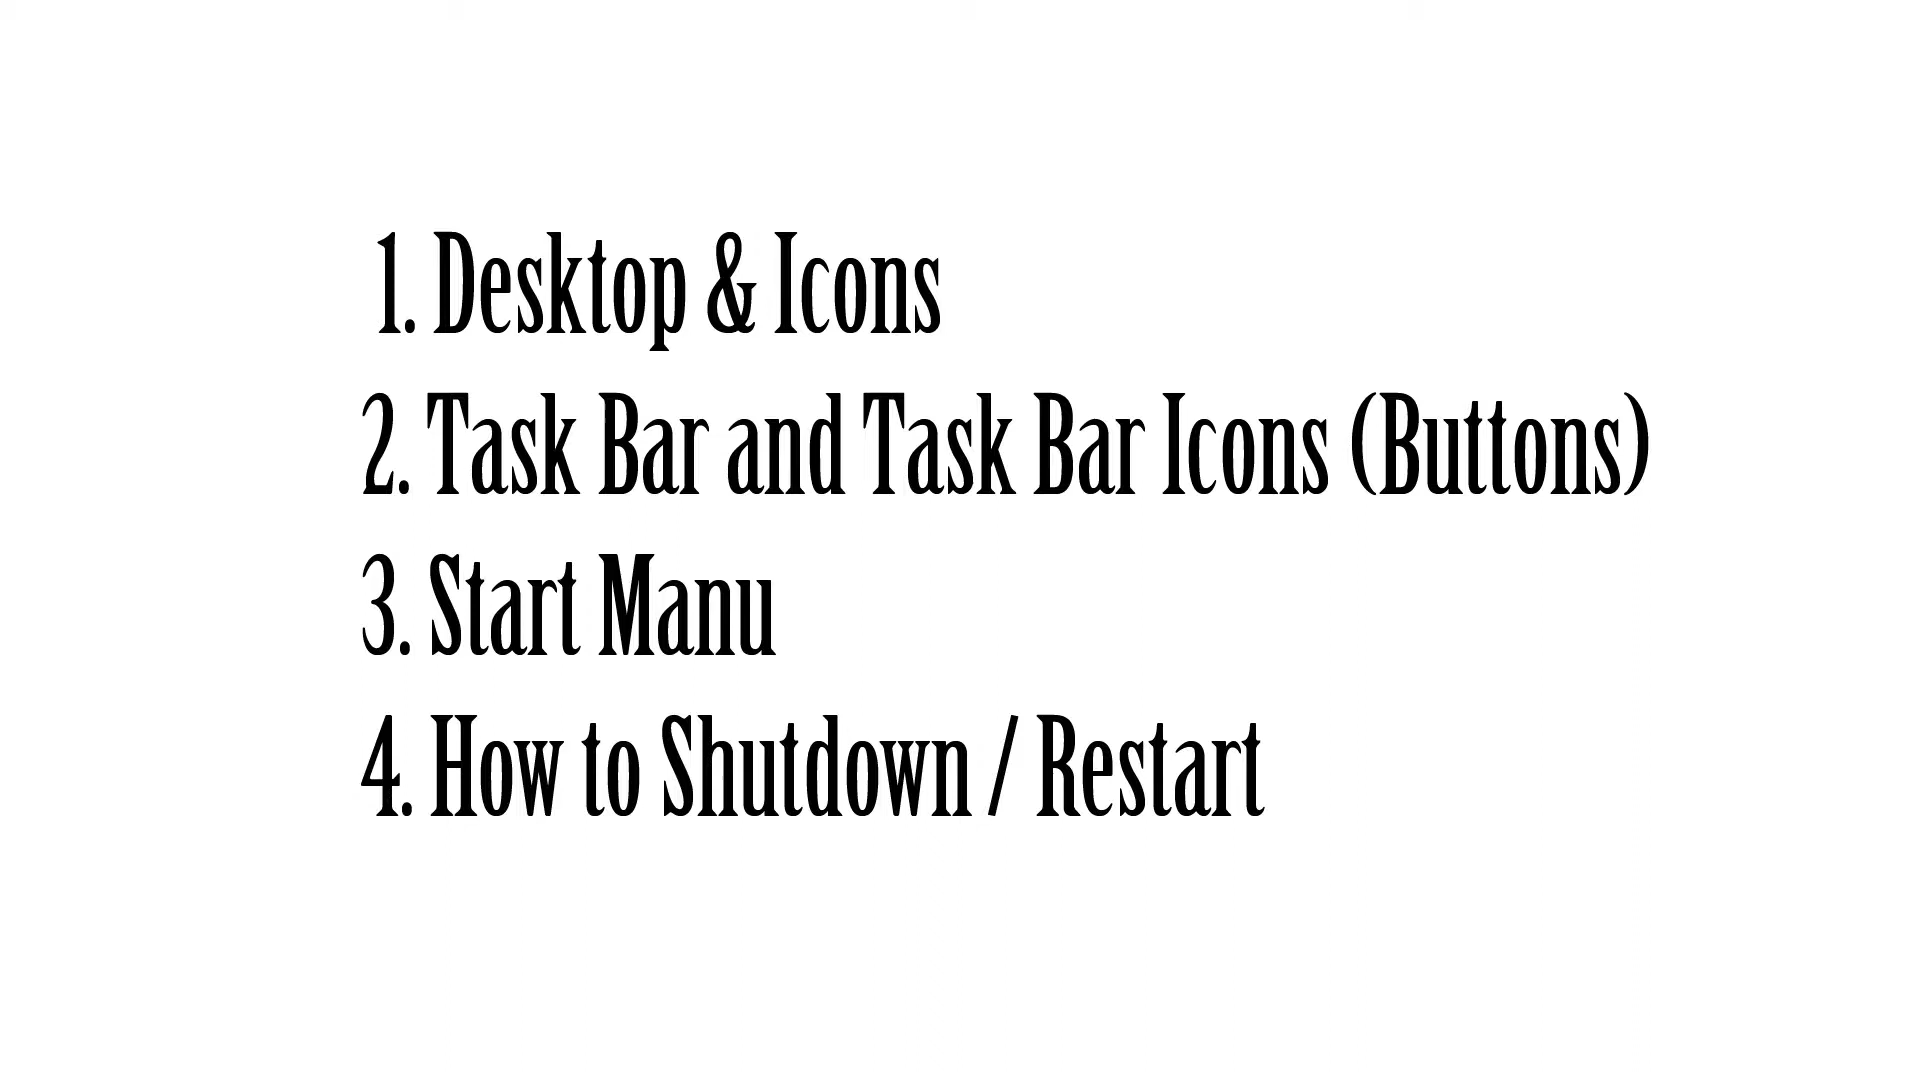 1. Desktop & Icons
2. Task Bar and Task Bar Icons (Buttons)
3. Start Manu
4. How to Shutdown / Restart